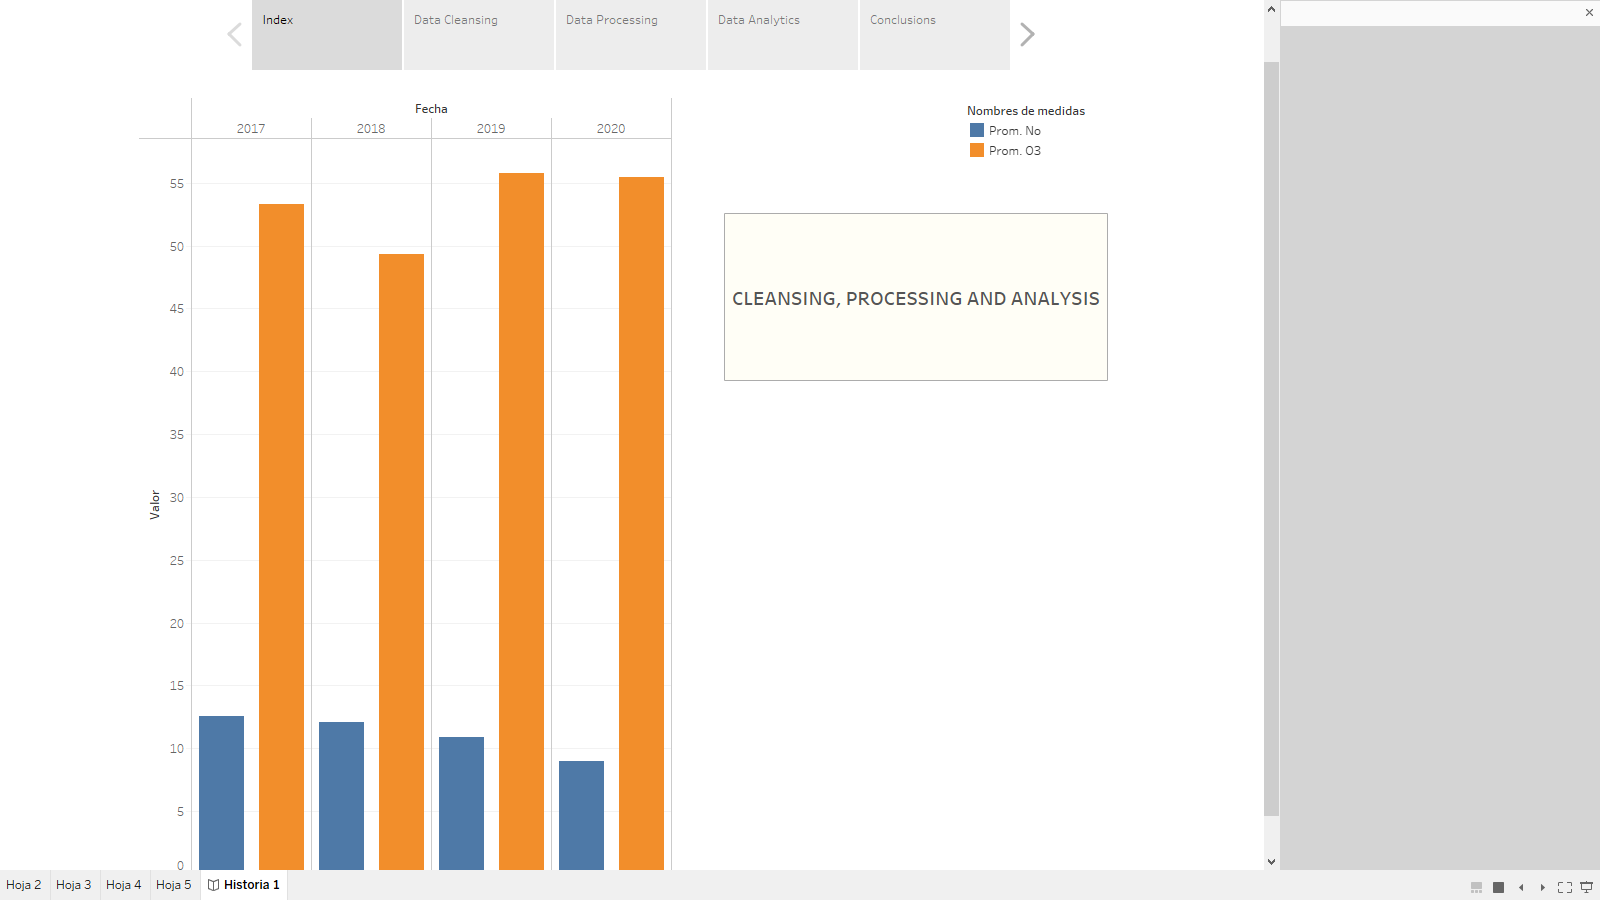 Index
Data Cleansing
Data Processing
Data Analytics
Conclusions
Fecha
2017
2018
2019
2020
Nombres de medidas
Prom. No
Prom. O3
CLEANSING, PROCESSING AND ANALYSIS
Valor
55
50
45
40
35
30
25
20
15
10
5
0
Hoja 2
Hoja 3
Hoja 4
Hoja 5
Historia 1